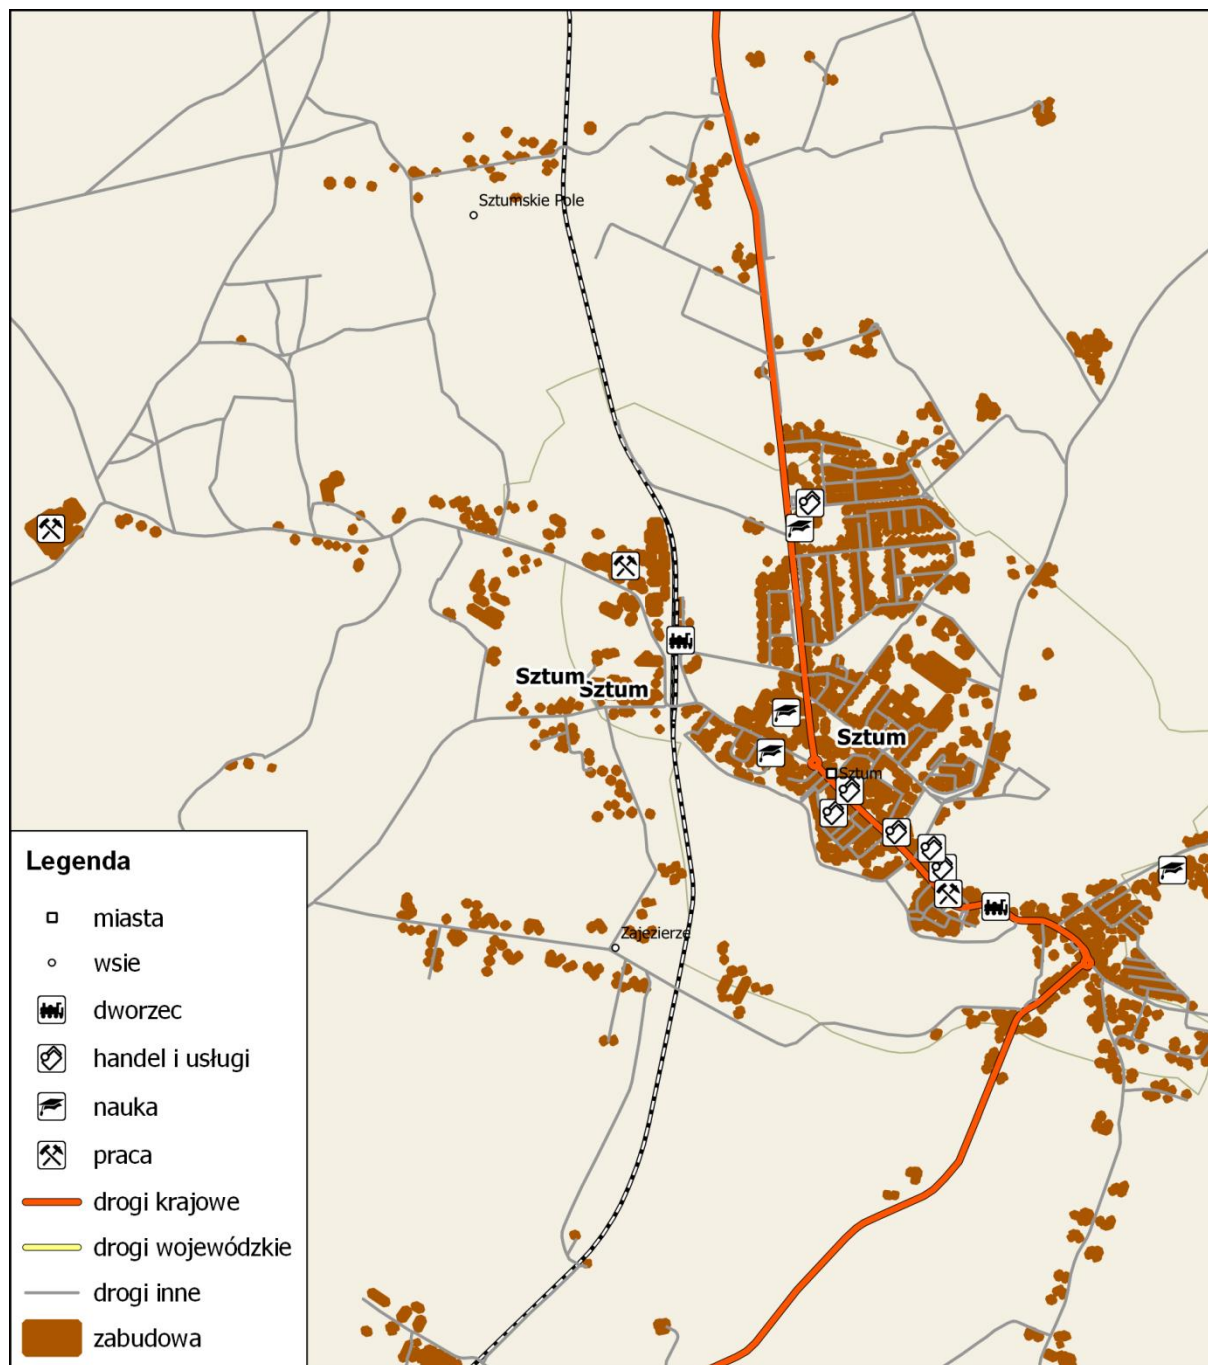 Sztumskie Pole
Sztum
Sztum
Sztum
Sztum
Zajezierze
Legenda
miasta
wsie
dworzec
handel i usługi
nauka
praca
drogi krajowe
drogi wojewódzkie
drogi inne
zabudowa